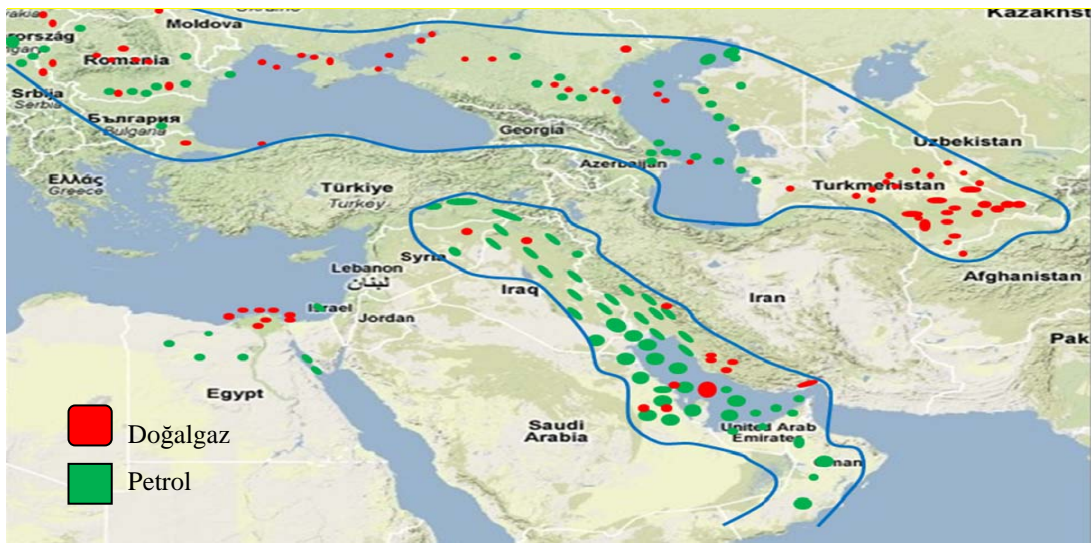 Kazakhst
Moldova
Romania
Srbija
Serbia
България
Bulgaria
Georgia
Azerbaijan
Uzbekistan
Turkmenistan
Ελλάς
Greece
Türkiye
Turkey
Syria
Lebanon
لبنان
Iraq
Iran
Afghanistan
Israel
Jordan
Pak
Egypt
Saudi
Arabia
United Arab
Emirates
Oman
Doğalgaz
Petrol